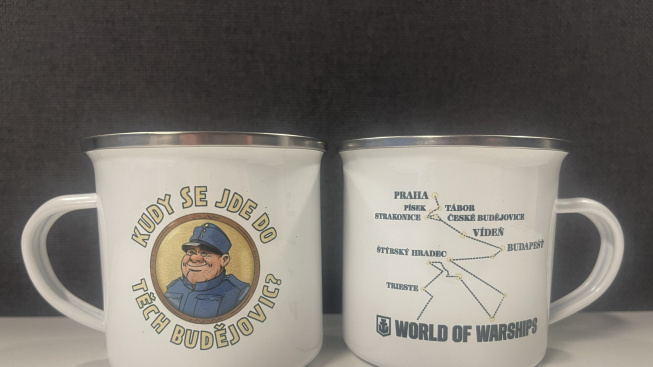 KUDY SE JDE DO
TĚCH BUDĚJOVIC?
PRAHA
PÍSEK TÁBOR
STRAKONICE ČESKÉ BUDĚJOVICE
VÍDEŇ
BUDAPEŠŤ
ŠTÝRSKÝ HRADEC
TRIESTE
WORLD OF WARSHIPS